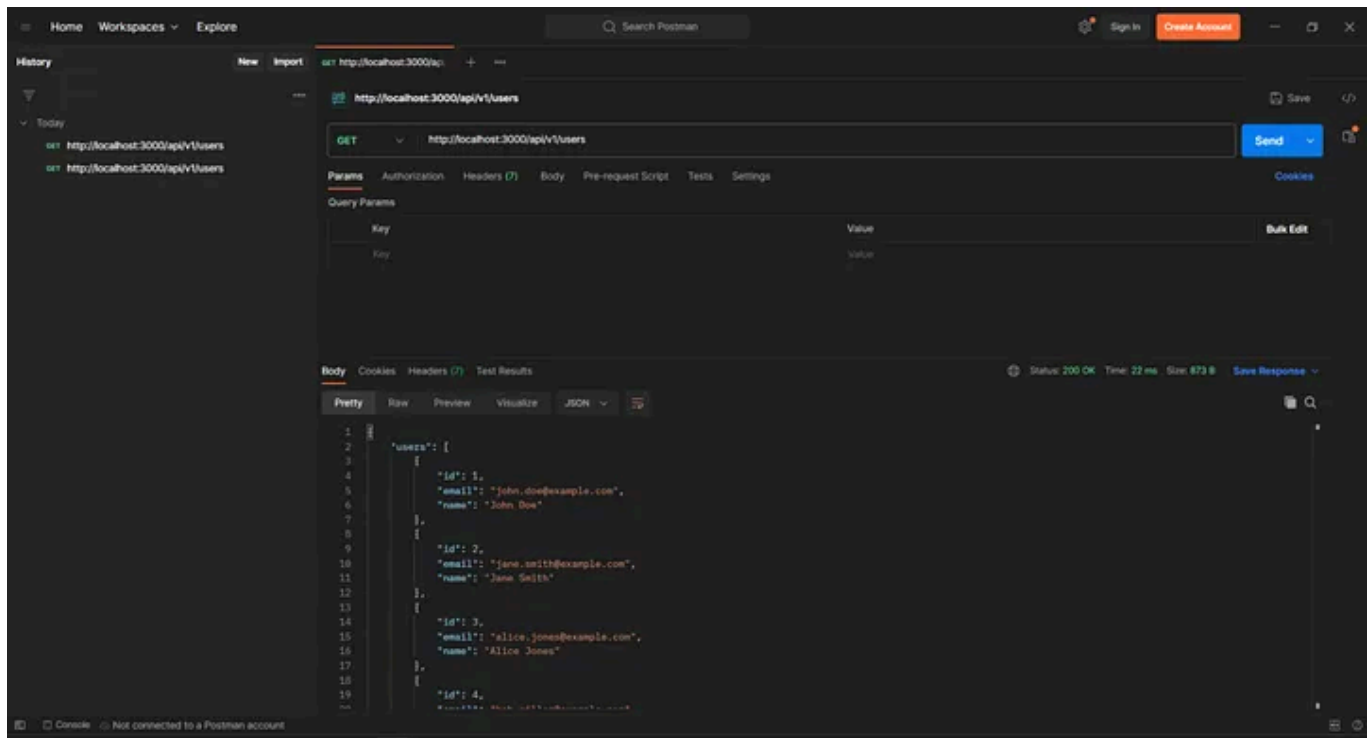 Home Workspaces Explore Search Postman Sign In Create Account
History New Import GET http://localhost:3000/ap
http://localhost:3000/api/v1/users Save
Today
GET http://localhost:3000/api/v1/users
GET http://localhost:3000/api/v1/users
GET http://localhost:3000/api/v1/users Send
Params Authorization Headers (7) Body Pre-request Script Tests Settings Cookies
Query Params
Key Value Bulk Edit
Key Value
Body Cookies Headers (7) Test Results Status: 200 OK Time: 22 ms Size: 873 B Save Response
Pretty Raw Preview Visualize JSON
1 {
2 "users": [
3 {
4 "id": 1,
5 "email": "john.doe@example.com",
6 "name": "John Doe"
7 },
8 {
9 "id": 2,
10 "email": "jane.smith@example.com",
11 "name": "Jane Smith"
12 },
13 {
14 "id": 3,
15 "email": "alice.jones@example.com",
16 "name": "Alice Jones"
17 },
18 {
19 "id": 4,
Console Not connected to a Postman account